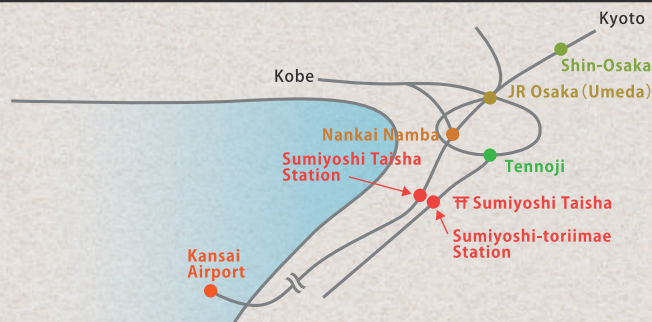 Kyoto
Shin-Osaka
Kobe
JR Osaka(Umeda)
Nankai Namba
Sumiyoshi Taisha
Station
Tennoji
Sumiyoshi Taisha
Sumiyoshi-toriimae
Station
Kansai
Airport